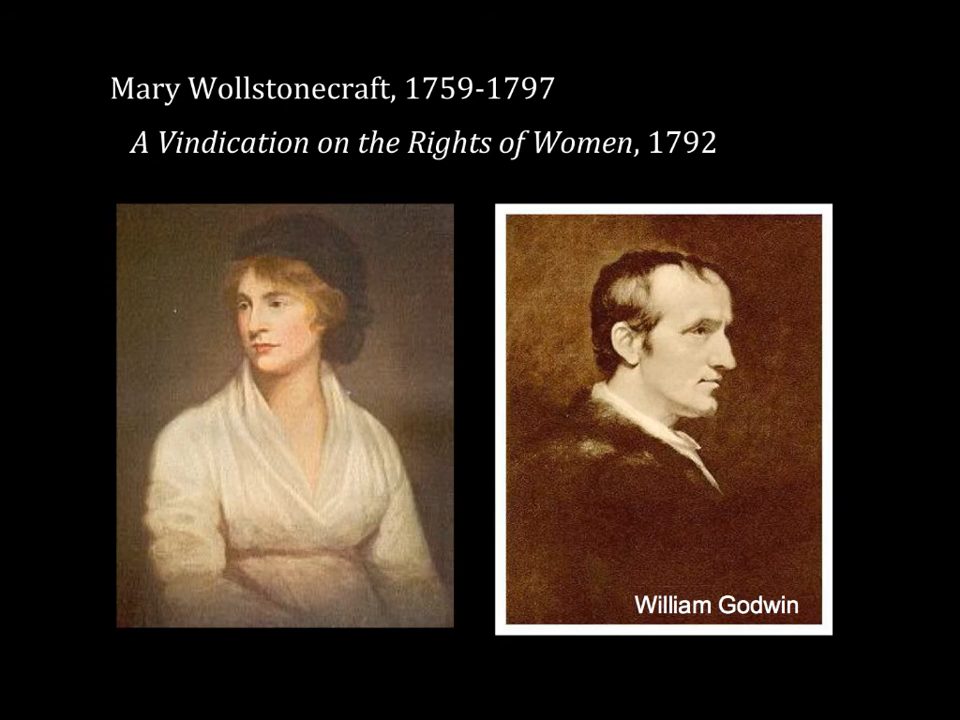 Mary Wollstonecraft, 1759-1797
A Vindication on the Rights of Women, 1792
William Godwin